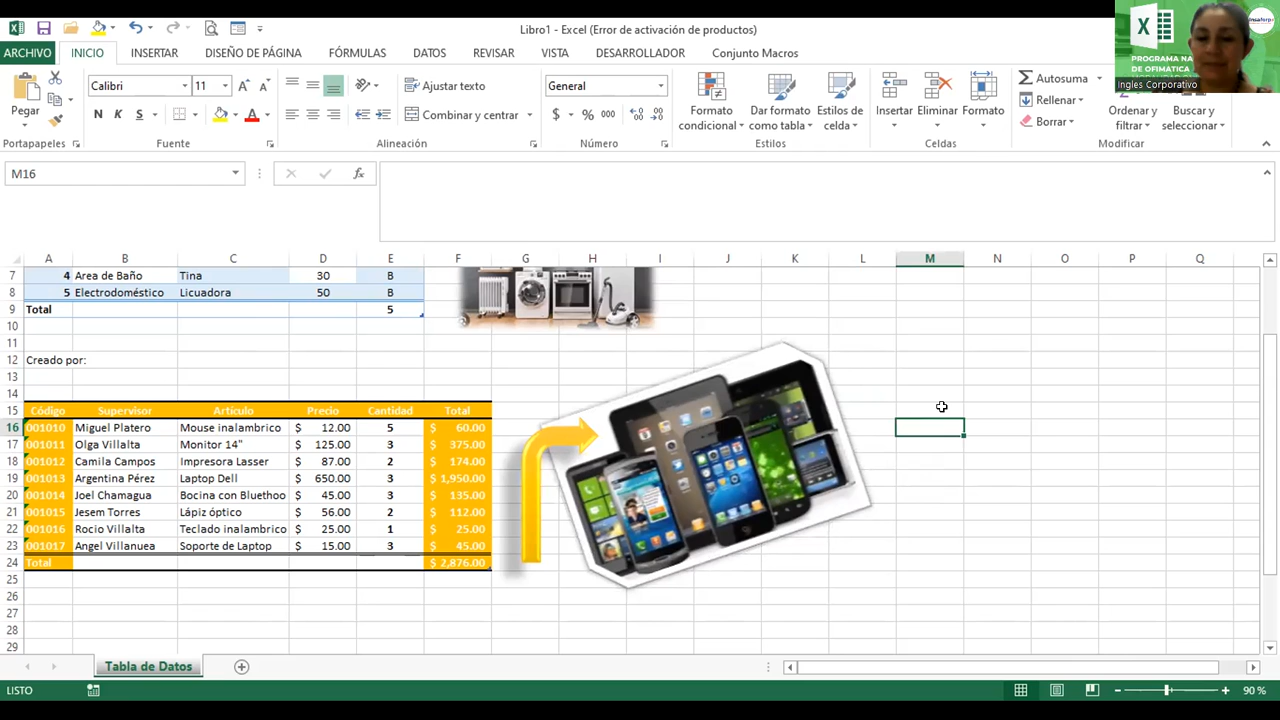 Libro1 - Excel (Error de activación de productos)
PROGRAMA NA
DE OFIMÁTICA
Ingles Corporativo
ARCHIVO INICIO INSERTAR DISEÑO DE PÁGINA FÓRMULAS DATOS REVISAR VISTA DESARROLLADOR Conjunto Macros
Pegar
Calibri 11
N K S
Ajustar texto
Combinar y centrar
General
$ % 000
Formato condicional
Dar formato como tabla
Estilos de celda
Insertar
Eliminar
Formato
Autosuma
Rellenar
Borrar
Ordenar y filtrar
Buscar y seleccionar
Portapapeles Fuente Alineación Número Estilos Celdas Modificar
M16
fx
A B C D E F G H I J K L M N O P Q
7 4 Area de Baño Tina 30 B
8 5 Electrodoméstico Licuadora 50 B
9 Total 5
10
11
12 Creado por:
13
14
15 Código Supervisor Artículo Precio Cantidad Total
16 001010 Miguel Platero Mouse inalambrico $ 12.00 5 $ 60.00
17 001011 Olga Villalta Monitor 14" $ 125.00 3 $ 375.00
18 001012 Camila Campos Impresora Lasser $ 87.00 2 $ 174.00
19 001013 Argentina Pérez Laptop Dell $ 650.00 3 $ 1,950.00
20 001014 Joel Chamagua Bocina con Bluethoo $ 45.00 3 $ 135.00
21 001015 Jesem Torres Lápiz óptico $ 56.00 2 $ 112.00
22 001016 Rocio Villalta Teclado inalambrico $ 25.00 1 $ 25.00
23 001017 Angel Villanuea Soporte de Laptop $ 15.00 3 $ 45.00
24 Total $ 2,876.00
25
26
27
28
29
Tabla de Datos
LISTO
90 %